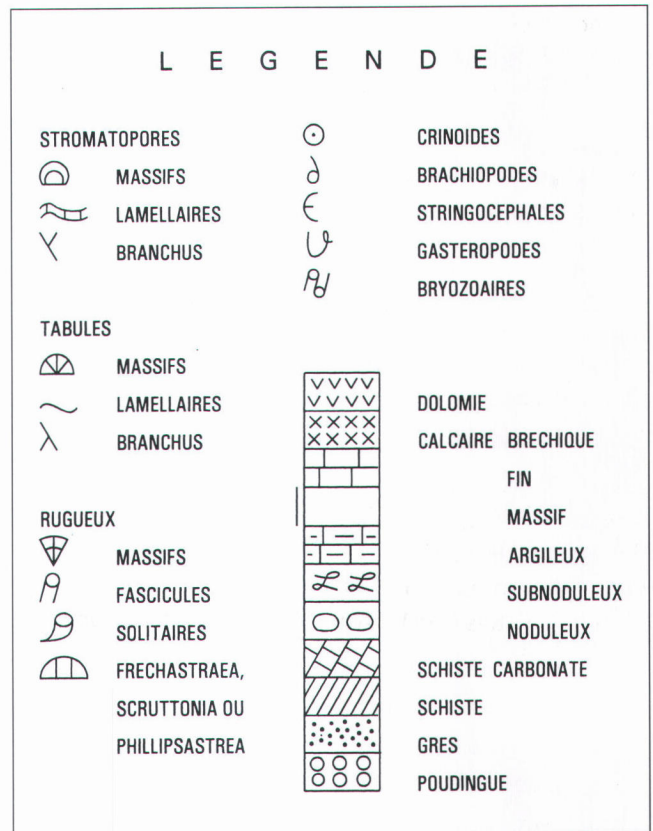 LEGENDE
STROMATOPORES
MASSIFS
LAMELLAIRES
BRANCHUS
TABULES
MASSIFS
LAMELLAIRES
BRANCHUS
RUGUEUX
MASSIFS
FASCICULES
SOLITAIRES
FRECHASTRAEA,
SCRUTTONIA OU
PHILLIPSASTREA
CRINOIDES
BRACHIOPODES
STRINGOCEPHALES
GASTEROPODES
BRYOZOAIRES
DOLOMIE
CALCAIRE BRECHIQUE
FIN
MASSIF
ARGILEUX
SUBNODULEUX
NODULEUX
SCHISTE CARBONATE
SCHISTE
GRES
POUDINGUE